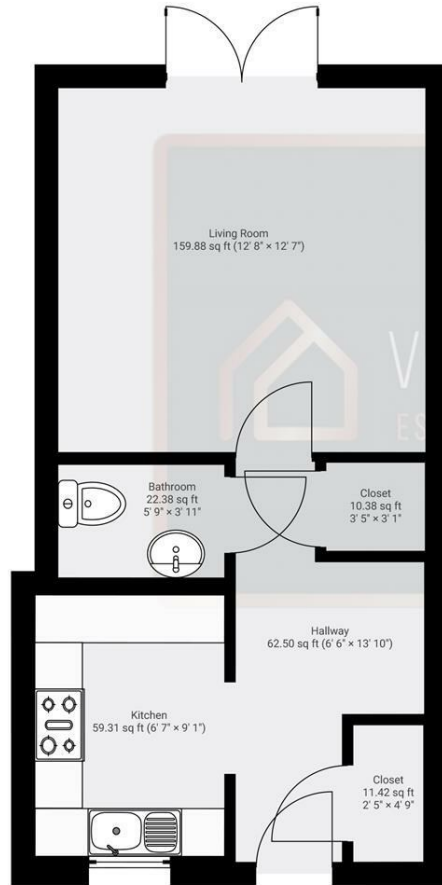 Living Room
159.88 sq ft (12' 8" × 12' 7")
V
ES
Bathroom
22.38 sq ft
5' 9" × 3' 11"
Closet
10.38 sq ft
3' 5" × 3' 1"
Hallway
62.50 sq ft (6' 6" × 13' 10")
Kitchen
59.31 sq ft (6' 7" × 9' 1")
Closet
11.42 sq ft
2' 5" × 4' 9"